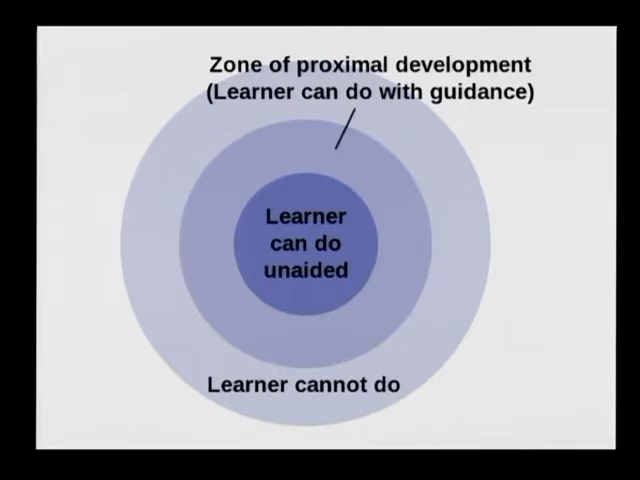 Zone of proximal development
(Learner can do with guidance)
Learner
can do
unaided
Learner cannot do